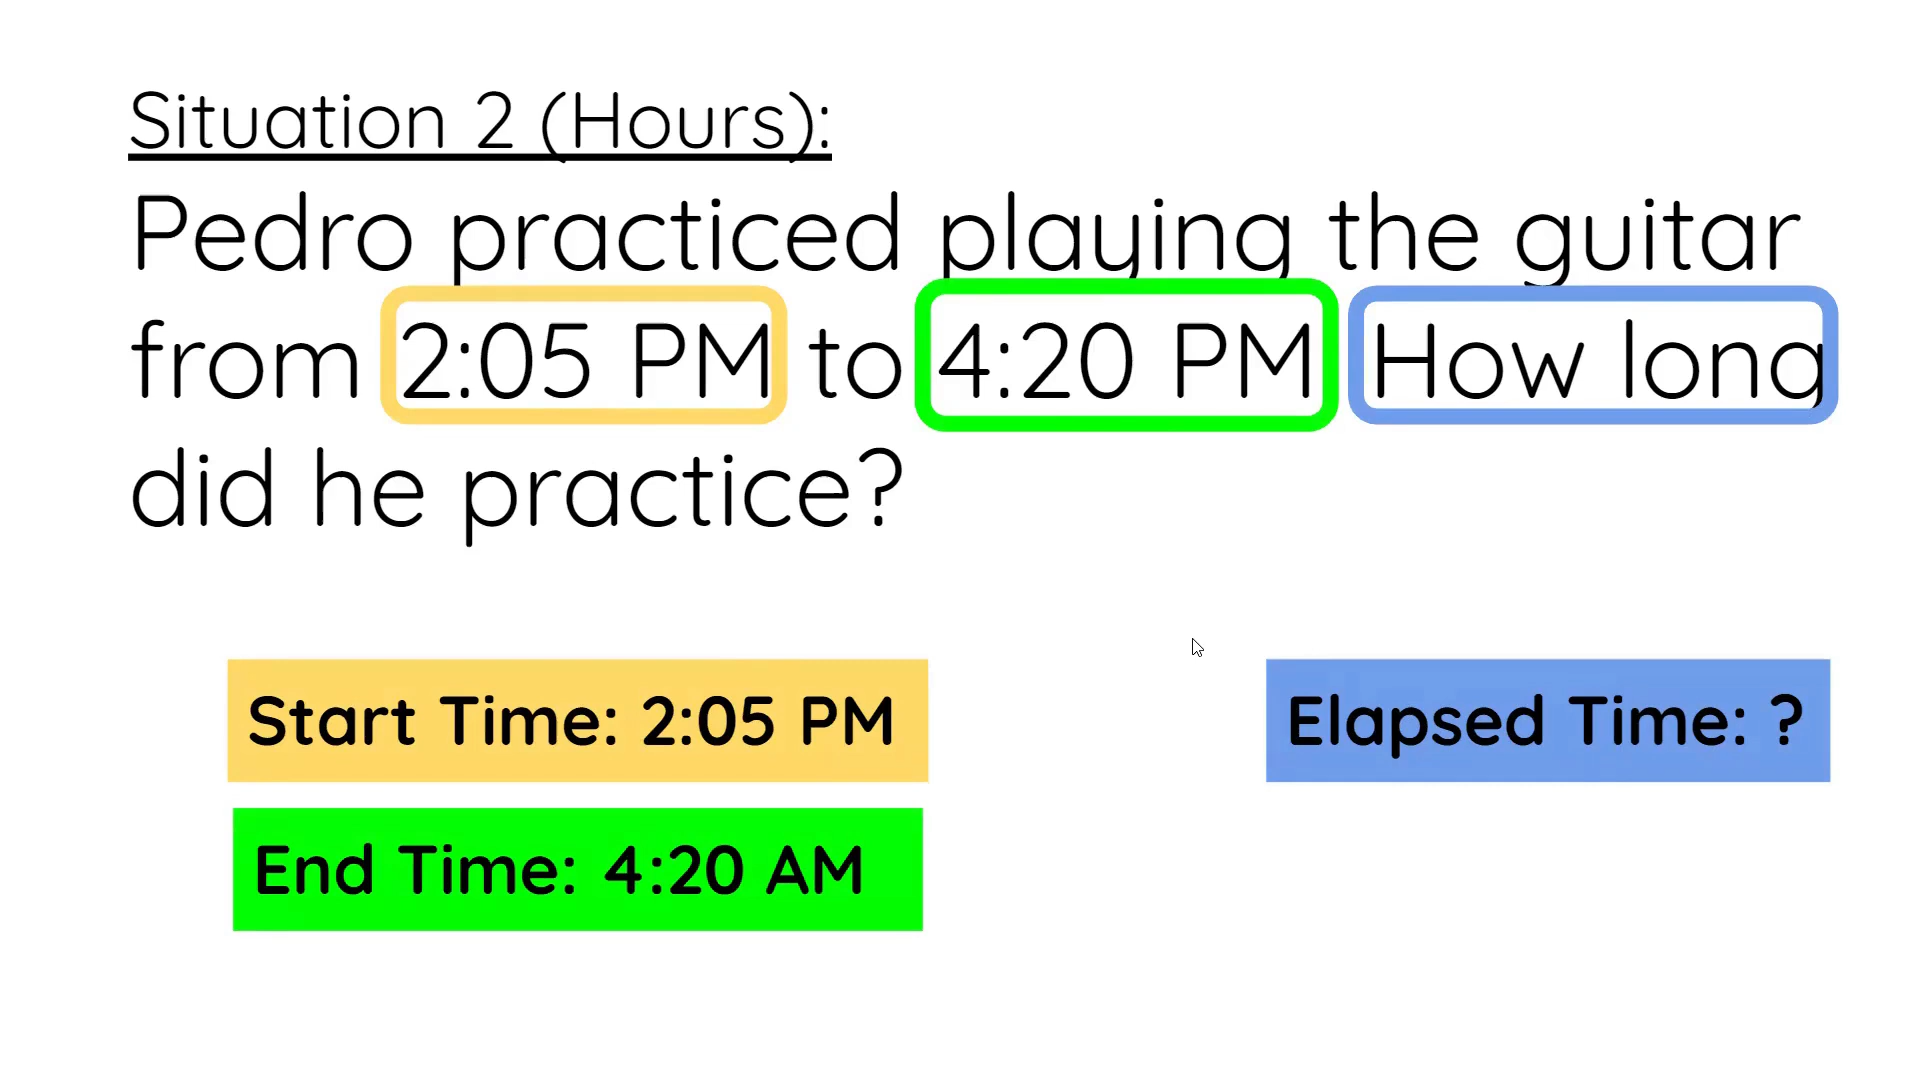 Situation 2 (Hours):
Pedro practiced playing the guitar
from 2:05 PM to 4:20 PM How long
did he practice?
Start Time: 2:05 PM
Elapsed Time: ?
End Time: 4:20 AM